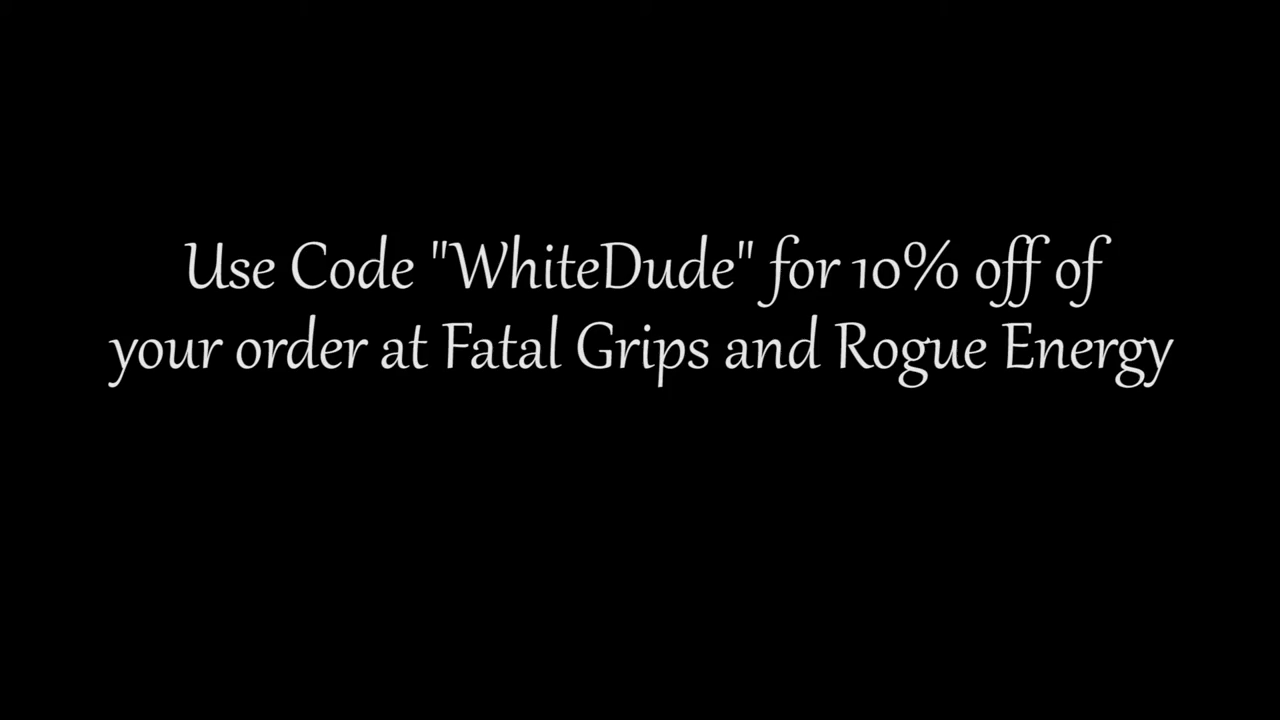 Use Code "WhiteDude" for 10% off of
your order at Fatal Grips and Rogue Energy